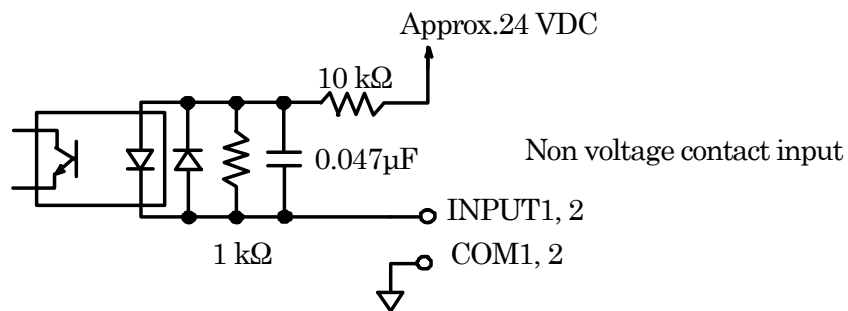 Approx.24 VDC
10 kΩ
0.047µF
Non voltage contact input
INPUT1, 2
1 kΩ
COM1, 2